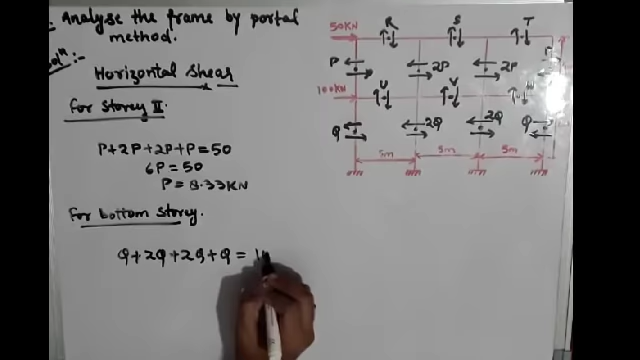 Analyse the frame by portal
method.
Horizontal Shear
For Storey II
P+2P+2P+P = 50
6P = 50
P = 8.33KN
For bottom Storey.
Q+2Q+2Q+Q = 1
50KN R S T
P 2P 2P
100KN U V
Q 2Q 2Q Q
5m 5m 5m